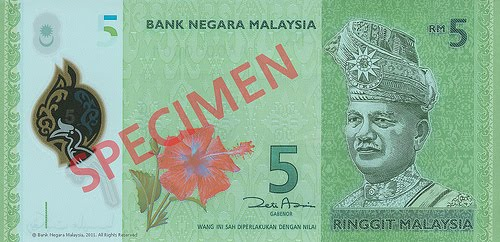 5
BANK NEGARA MALAYSIA
RM5
SPECIMEN
5
5
GABENOR
WANG INI SAH DIPERLAKUKAN DENGAN NILAI
RINGGIT MALAYSIA
© Bank Negara Malaysia, 2011. All Rights Reserved.